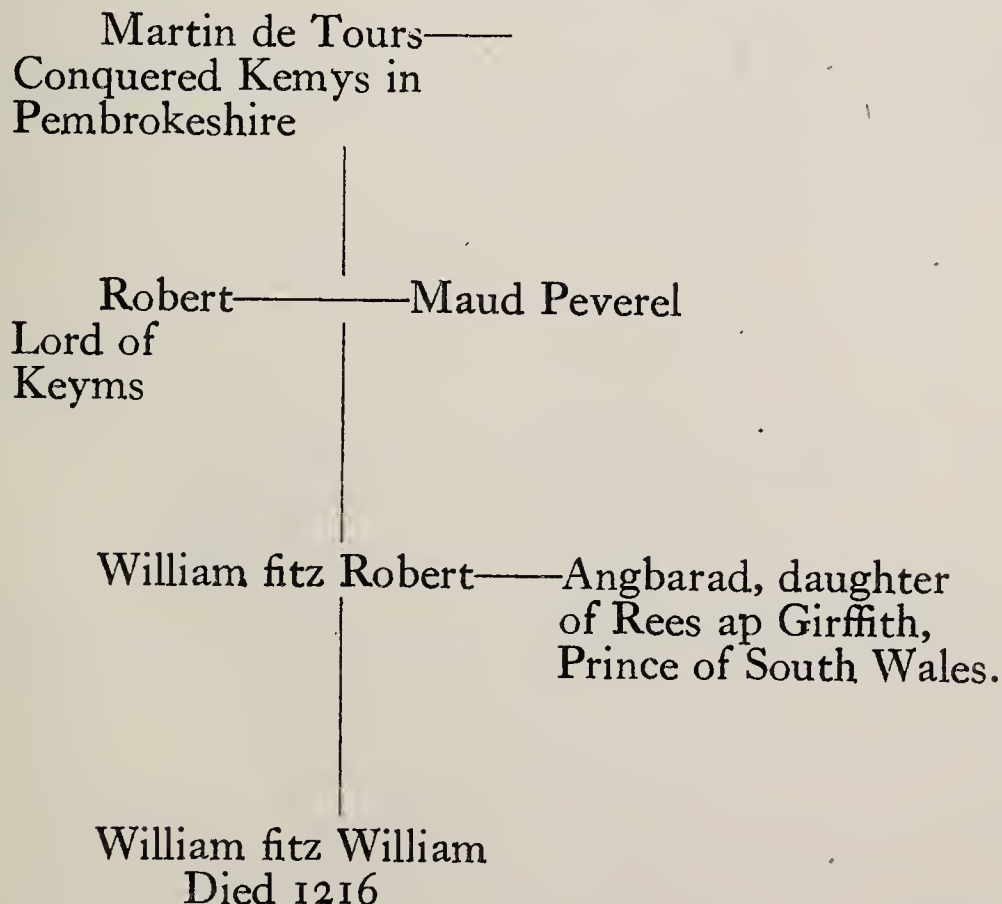 Martin de Tours——
Conquered Kemys in
Pembrokeshire
Robert————Maud Peverel
Lord of
Keyms
William fitz Robert——Angbarad, daughter
of Rees ap Girffith,
Prince of South Wales.
William fitz William
Died 1216